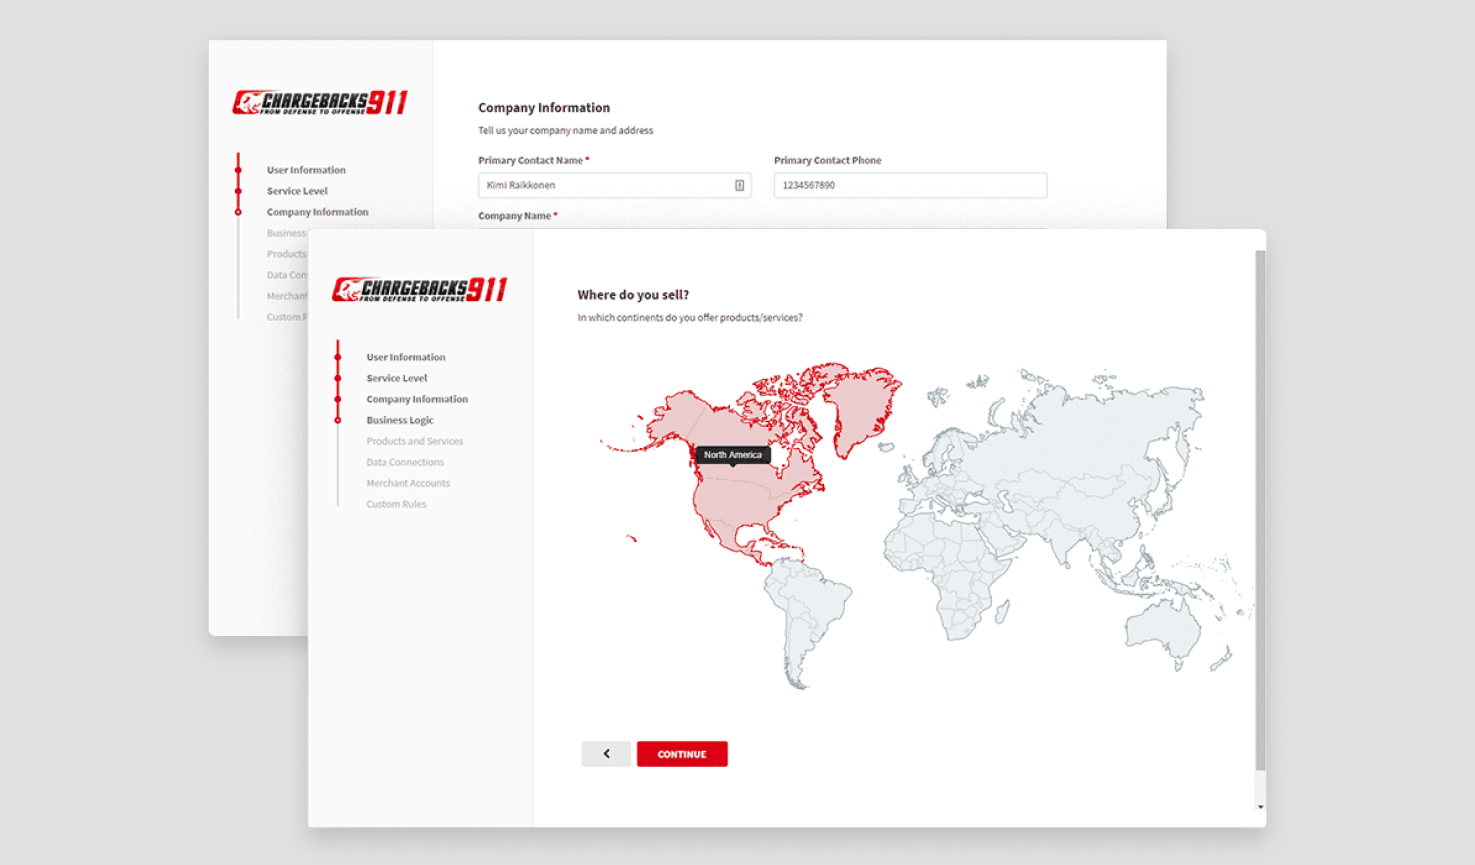 CHARGEBACKS911
FROM DEFENSE TO OFFENSE
User Information
Service Level
Company Information
Business
Products
Data Con
Merchan
Custom
Company Information
Tell us your company name and address
Primary Contact Name *
Kimi Raikkonen
Primary Contact Phone
1234567890
Company Name *
CHARGEBACKS911
FROM DEFENSE TO OFFENSE
User Information
Service Level
Company Information
Business Logic
Products and Services
Data Connections
Merchant Accounts
Custom Rules
Where do you sell?
In which continents do you offer products/services?
North America
CONTINUE